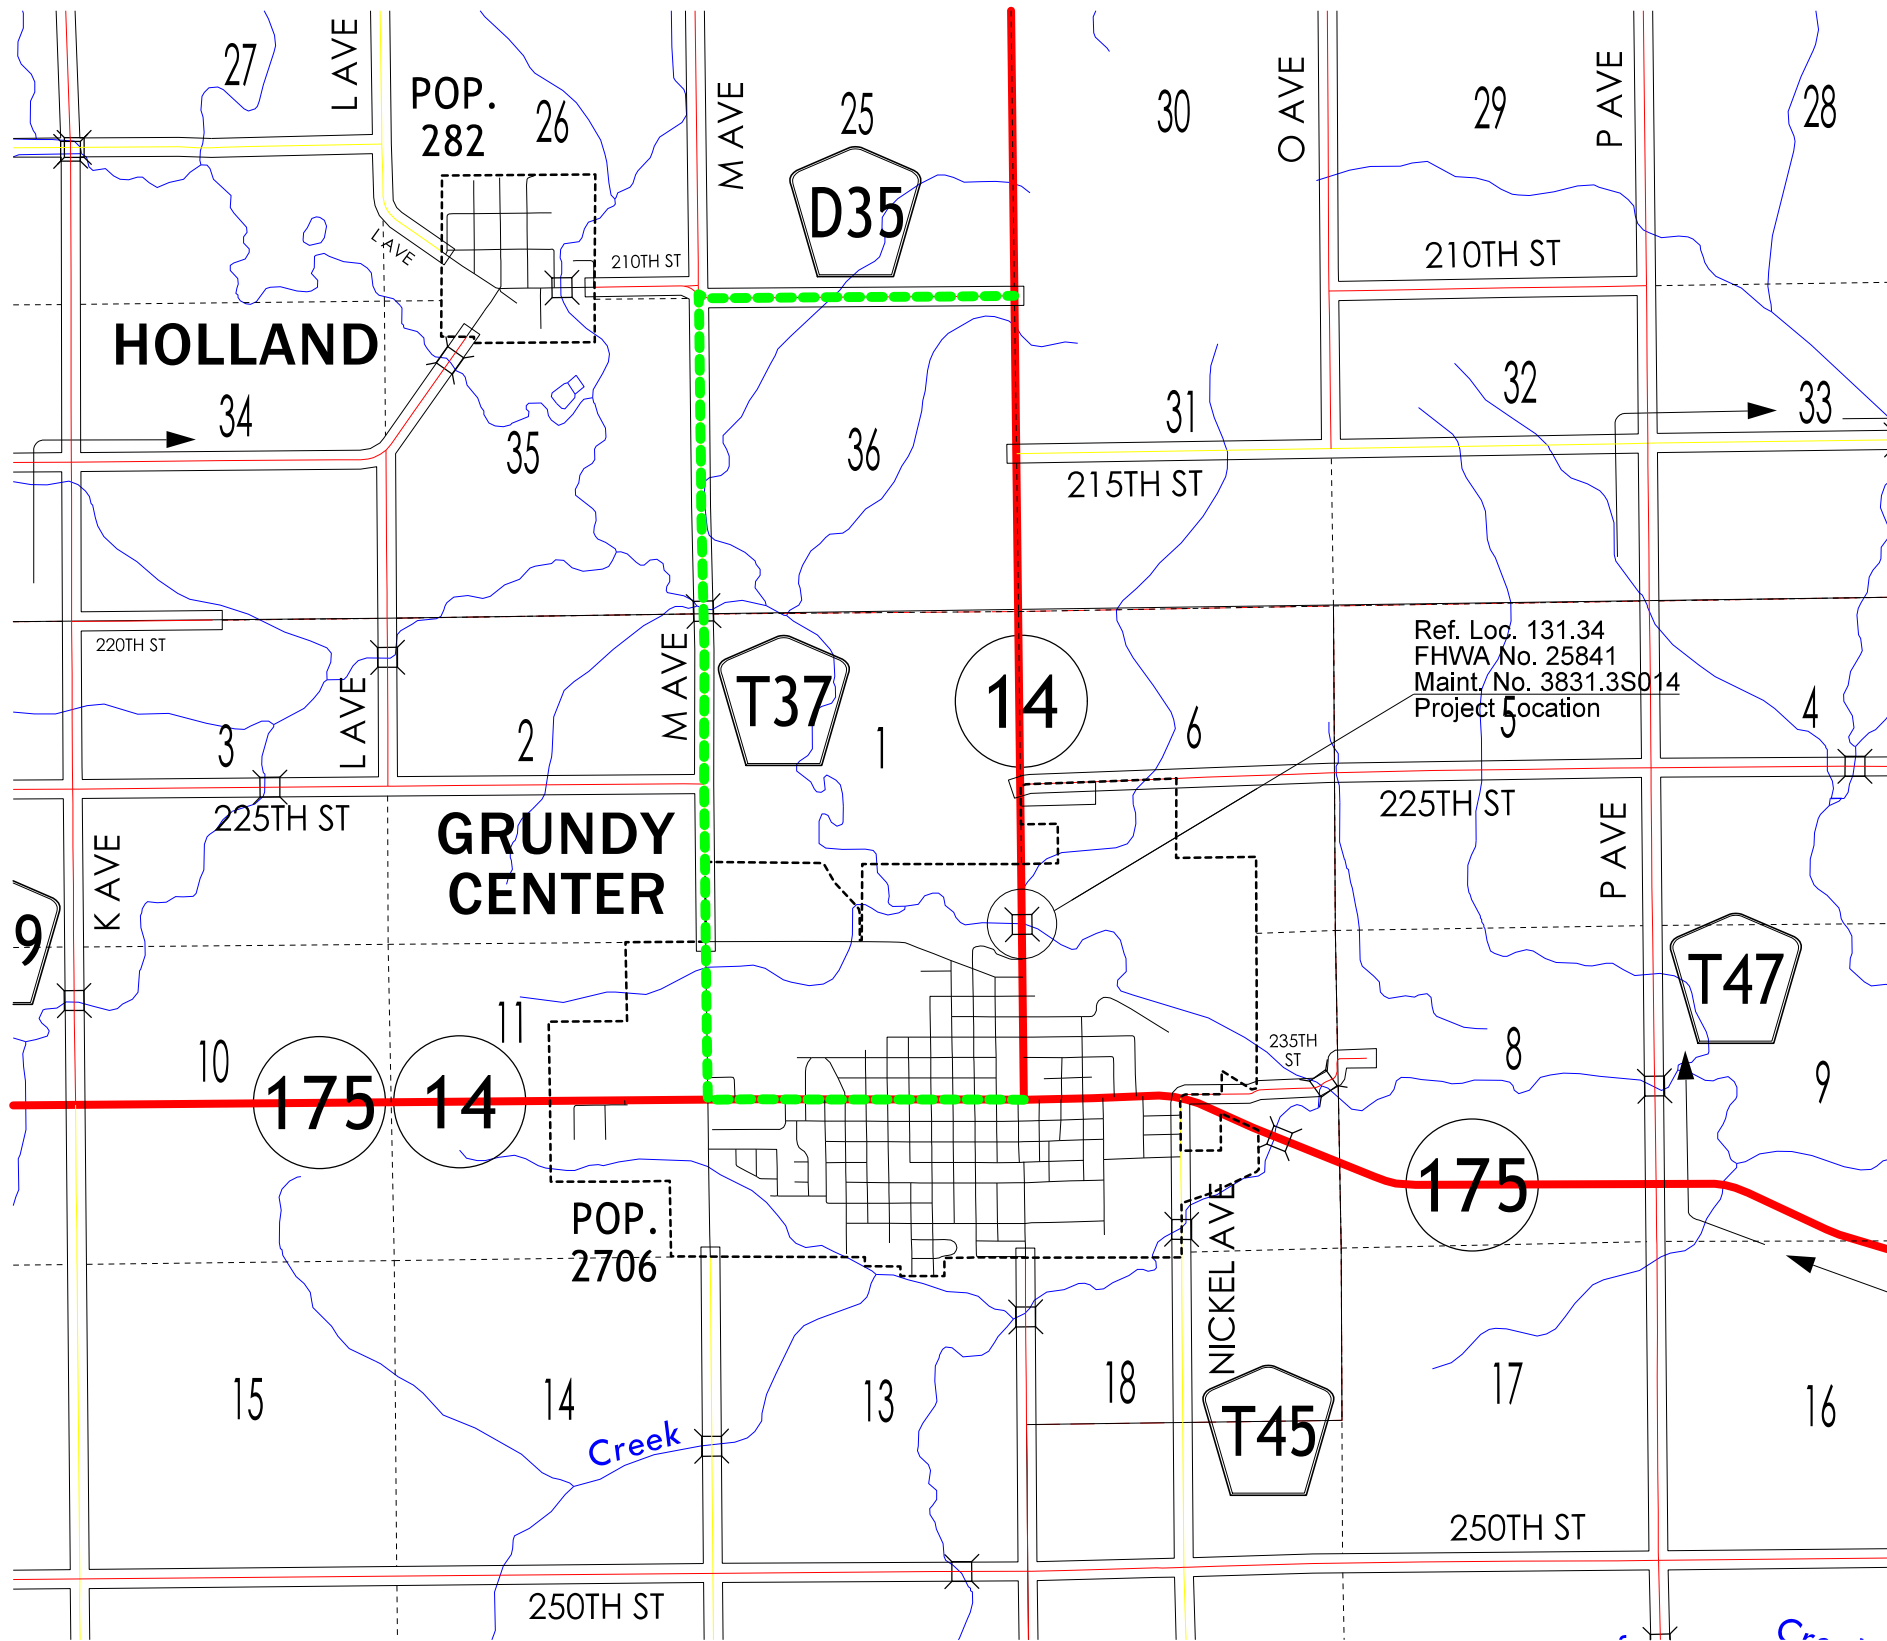 27
L AVE
POP.
282
26
M AVE
25
30
O AVE
29
P AVE
28
D35
L AVE
210TH ST
210TH ST
HOLLAND
34
35
36
31
32
33
215TH ST
220TH ST
L AVE
M AVE
T37
14
Ref. Loc. 131.34
FHWA No. 25841
Maint. No. 3831.3S014
Project Location
3
2
1
6
5
4
225TH ST
225TH ST
GRUNDY
CENTER
K AVE
P AVE
9
T47
10
11
235TH
ST
8
9
175
14
175
POP.
2706
NICKEL AVE
15
14
13
18
17
16
Creek
T45
250TH ST
250TH ST